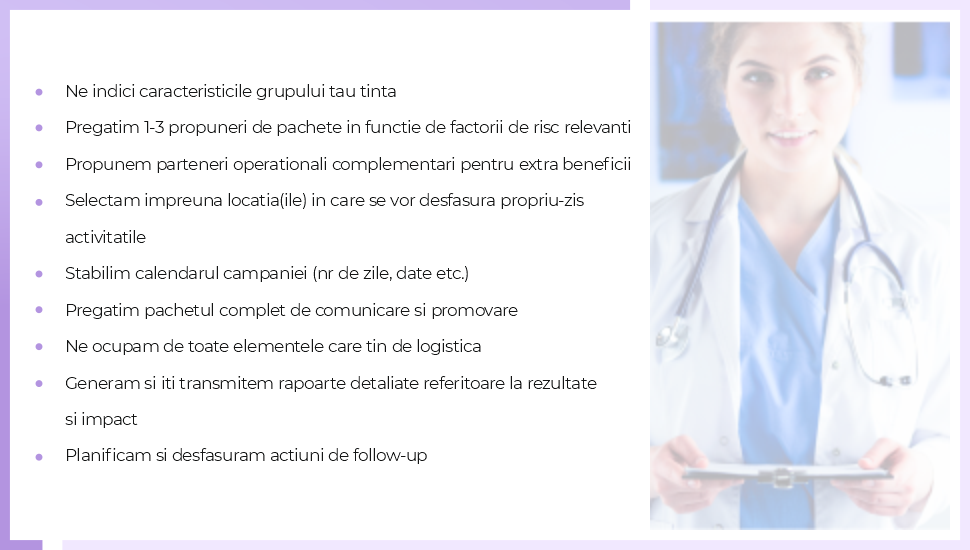 Ne indici caracteristicile grupului tau tinta
Pregatim 1-3 propuneri de pachete in functie de factorii de risc relevanti
Propunem parteneri operationali complementari pentru extra beneficii
Selectam impreuna locatia(ile) in care se vor desfasura propriu-zis
activitatile
Stabilim calendarul campaniei (nr de zile, date etc.)
Pregatim pachetul complet de comunicare si promovare
Ne ocupam de toate elementele care tin de logistica
Generam si iti transmitem rapoarte detaliate referitoare la rezultate
si impact
Planificam si desfasuram actiuni de follow-up